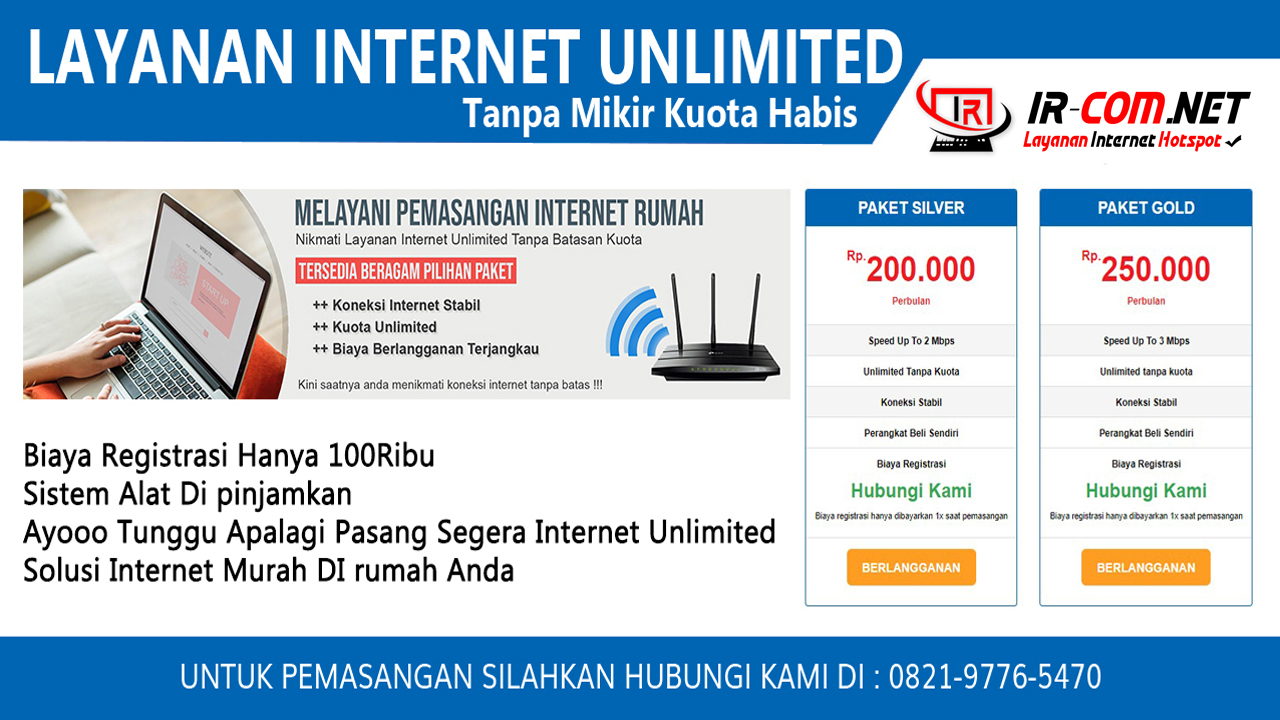 LAYANAN INTERNET UNLIMITED
Tanpa Mikir Kuota Habis
IR
IR-COM.NET
Layanan Internet Hotspot
MELAYANI PEMASANGAN INTERNET RUMAH
Nikmati Layanan Internet Unlimited Tanpa Batasan Kuota
TERSEDIA BERAGAM PILIHAN PAKET
++ Koneksi Internet Stabil
++ Kuota Unlimited
++ Biaya Berlangganan Terjangkau
Kini saatnya anda menikmati koneksi internet tanpa batas !!!
START UP
Biaya Registrasi Hanya 100Ribu
Sistem Alat Di pinjamkan
Ayooo Tunggu Apalagi Pasang Segera Internet Unlimited
Solusi Internet Murah DI rumah Anda
PAKET SILVER
Rp.200.000
Perbulan
Speed Up To 2 Mbps
Unlimited Tanpa Kuota
Koneksi Stabil
Perangkat Beli Sendiri
Biaya Registrasi
Hubungi Kami
Biaya registrasi hanya dibayarkan 1x saat pemasangan
BERLANGGANAN
PAKET GOLD
Rp.250.000
Perbulan
Speed Up To 3 Mbps
Unlimited tanpa kuota
Koneksi Stabil
Perangkat Beli Sendiri
Biaya Registrasi
Hubungi Kami
Biaya registrasi hanya dibayarkan 1x saat pemasangan
BERLANGGANAN
UNTUK PEMASANGAN SILAHKAN HUBUNGI KAMI DI : 0821-9776-5470